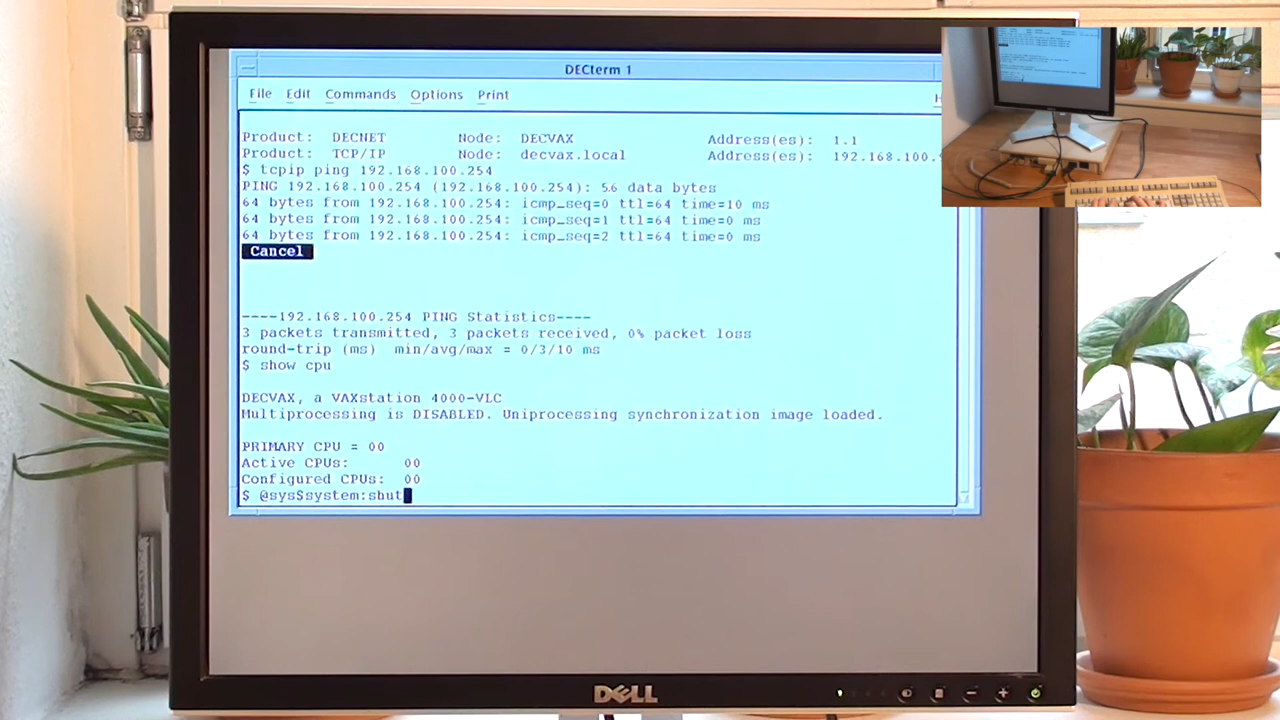 DECterm 1
File Edit Commands Options Print
Product: DECNET Node: DECVAX Address(es): 1.1
Product: TCP/IP Node: decvax.local Address(es): 192.168.100.
$ tcpip ping 192.168.100.254
PING 192.168.100.254 (192.168.100.254): 56 data bytes
64 bytes from 192.168.100.254: icmp_seq=0 ttl=64 time=10 ms
64 bytes from 192.168.100.254: icmp_seq=1 ttl=64 time=0 ms
64 bytes from 192.168.100.254: icmp_seq=2 ttl=64 time=0 ms
Cancel
----192.168.100.254 PING Statistics----
3 packets transmitted, 3 packets received, 0% packet loss
round-trip (ms) min/avg/max = 0/3/10 ms
$ show cpu
DECVAX, a VAXstation 4000-VLC
Multiprocessing is DISABLED. Uniprocessing synchronization image loaded.
PRIMARY CPU = 00
Active CPUs: 00
Configured CPUs: 00
$ @sys$system:shut
DELL